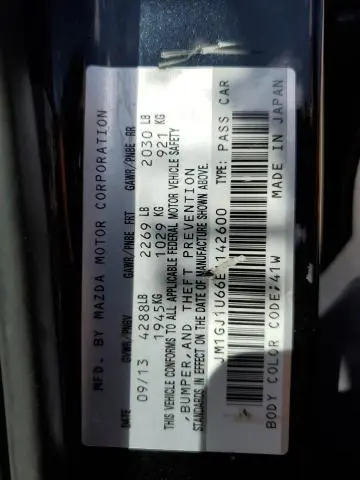 MFD. BY MAZDA MOTOR CORPORATION
DATE GVWR/PNBV GAWR/PNBE FRT GAWR/PNBE RR
09/13 4288LB 2269 LB 2030 LB
1945KG 1029 KG 921 KG
THIS VEHICLE CONFORMS TO ALL APPLICABLE FEDERAL MOTOR VEHICLE SAFETY
,BUMPER,AND THEFT PREVENTION
STANDARDS IN EFFECT ON THE DATE OF MANUFACTURE SHOWN ABOVE.
142600 TYPE: PASS CAR
BODY COLOR CODE;41W MADE IN JAPAN